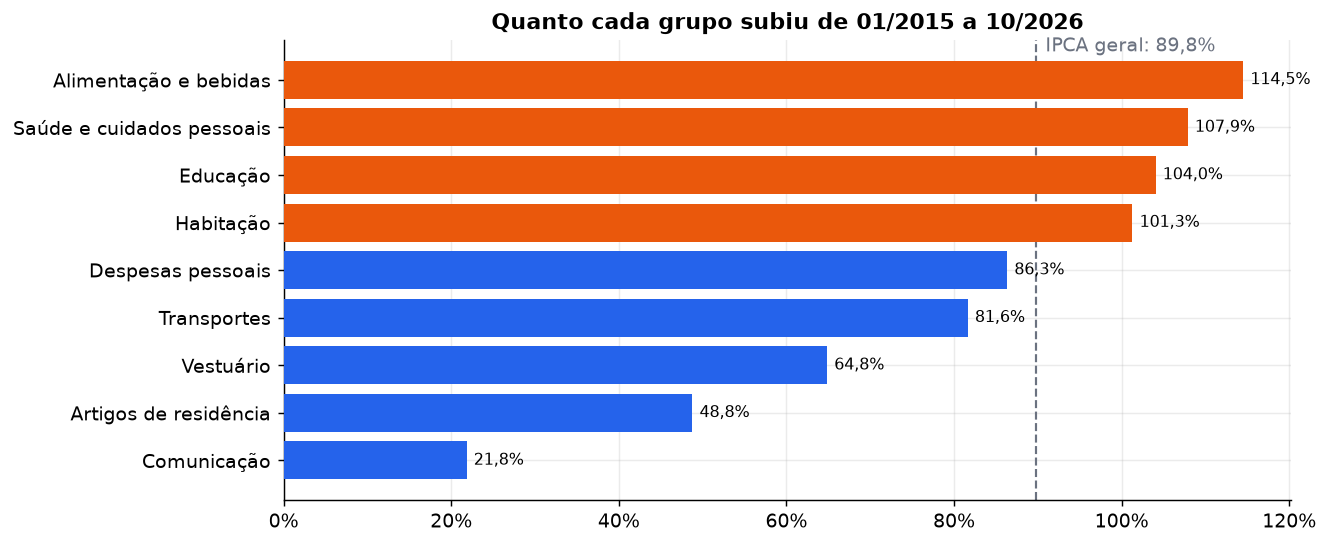 Quanto cada grupo subiu de 01/2015 a 10/2026
IPCA geral: 89,8%
Alimentação e bebidas 114,5%
Saúde e cuidados pessoais 107,9%
Educação 104,0%
Habitação 101,3%
Despesas pessoais 86,3%
Transportes 81,6%
Vestuário 64,8%
Artigos de residência 48,8%
Comunicação 21,8%
0% 20% 40% 60% 80% 100% 120%